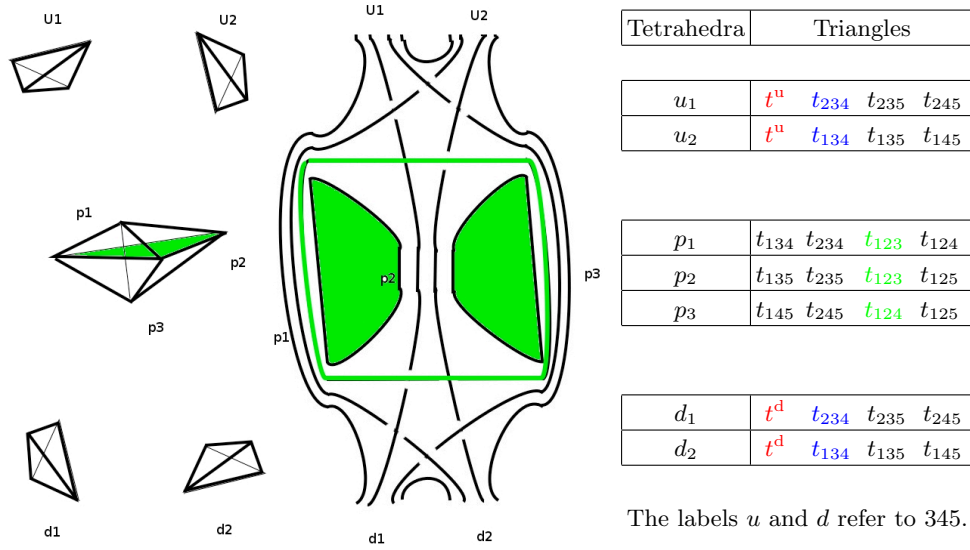 U1
U2
p1
p2
p3
d1
d2
U1
U2
p2
p3
p1
d1
d2
Tetrahedra Triangles
u₁ tᵘ t₂₃₄ t₂₃₅ t₂₄₅
u₂ tᵘ t₁₃₄ t₁₃₅ t₁₄₅
p₁ t₁₃₄ t₂₃₄ t₁₂₃ t₁₂₄
p₂ t₁₃₅ t₂₃₅ t₁₂₃ t₁₂₅
p₃ t₁₄₅ t₂₄₅ t₁₂₄ t₁₂₅
d₁ tᵈ t₂₃₄ t₂₃₅ t₂₄₅
d₂ tᵈ t₁₃₄ t₁₃₅ t₁₄₅
The labels u and d refer to 345.